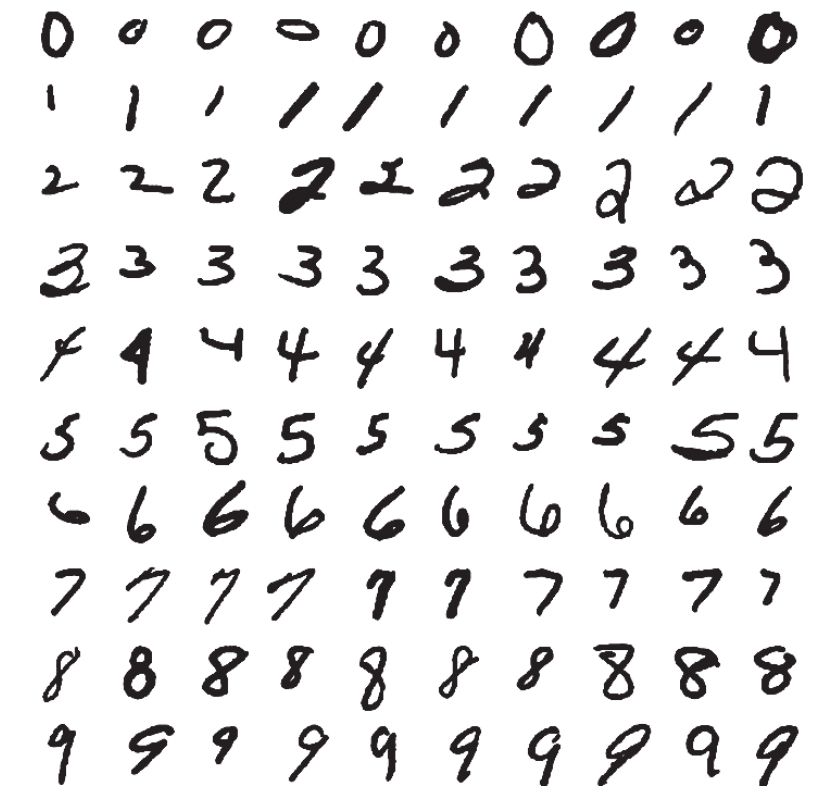 0 0 0 0 0 0 0 0 0 0
1 1 1 1 1 1 1 1 1 1
2 2 2 2 2 2 2 2 2 2
3 3 3 3 3 3 3 3 3 3
4 4 4 4 4 4 4 4 4 4
5 5 5 5 5 5 5 5 5 5
6 6 6 6 6 6 6 6 6 6
7 7 7 7 7 7 7 7 7 7
8 8 8 8 8 8 8 8 8 8
9 9 9 9 9 9 9 9 9 9